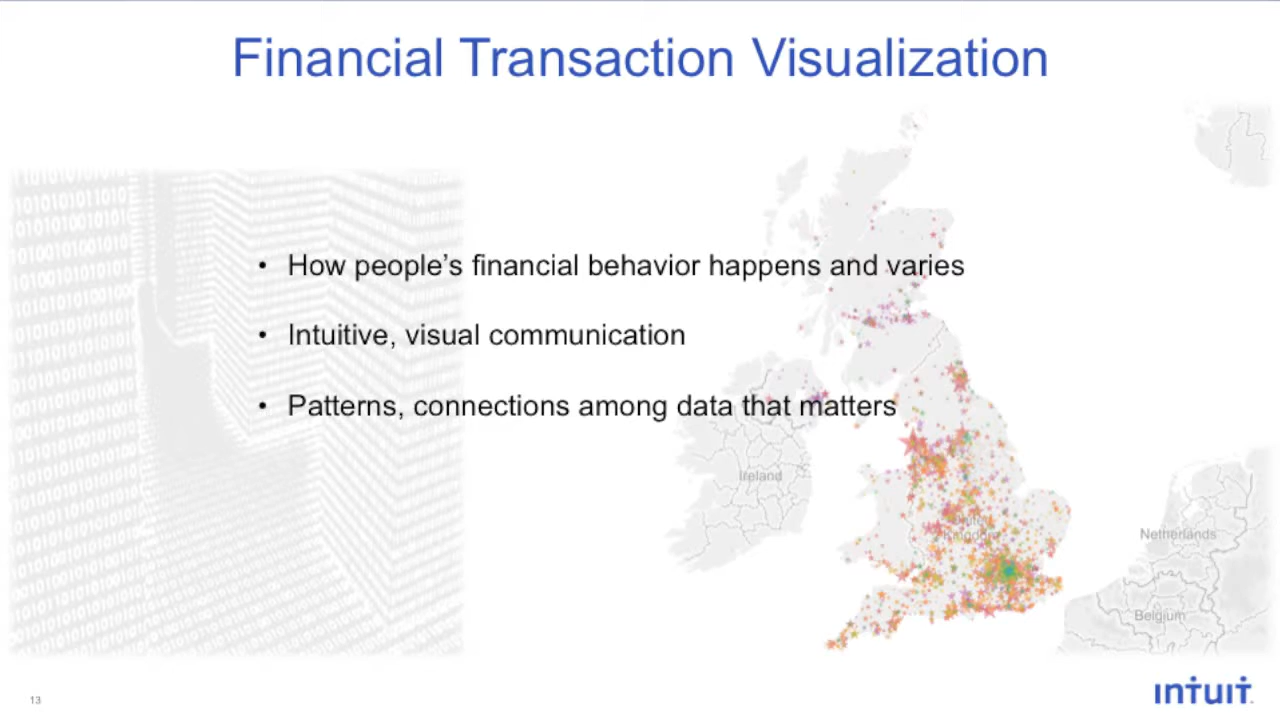 Financial Transaction Visualization
• How people's financial behavior happens and varies
• Intuitive, visual communication
• Patterns, connections among data that matters
Ireland
United
Kingdom
Netherlands
Belgium
13
intuit